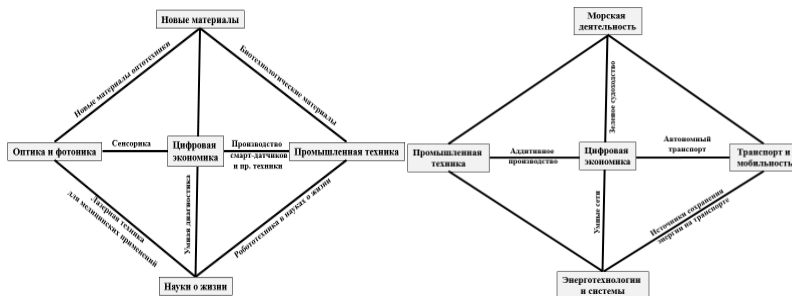 Новые материалы
Новые материалы оптотехники
Биотехнологические материалы
Оптика и фотоника
Сенсорика
Цифровая
экономика
Производство
смарт-датчиков
и пр. техники
Промышленная техника
Лазерная техника
для медицинских применений
Умная диагностика
Робототехника в науках о жизни
Науки о жизни
Морская
деятельность
Зеленое судоходство
Промышленная
техника
Аддитивное
производство
Цифровая
экономика
Автономный
транспорт
Транспорт и
мобильность
Умные сети
Источники сохранения
энергии на транспорте
Энерготехнологии
и системы